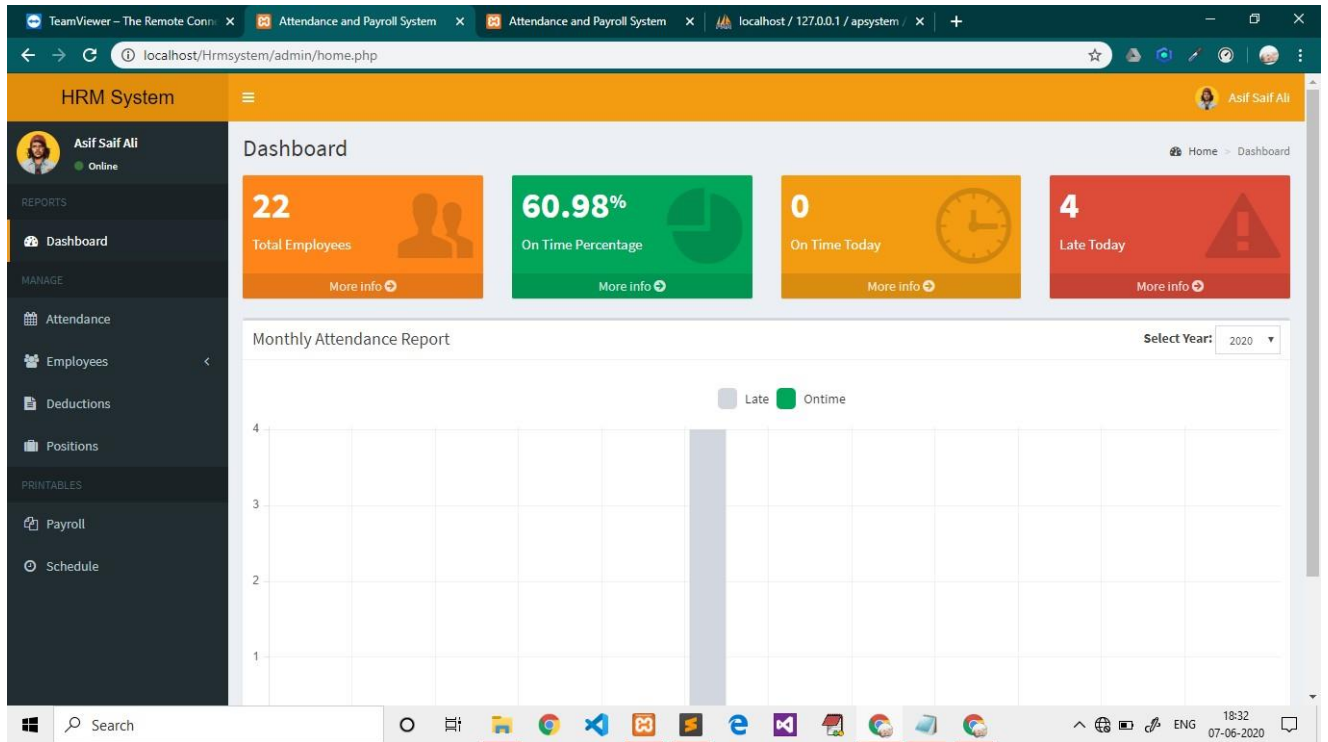 TeamViewer – The Remote Conn
Attendance and Payroll System
Attendance and Payroll System
localhost / 127.0.0.1 / apsystem /
localhost/Hrmsystem/admin/home.php
HRM System
Asif Saif Ali
Asif Saif Ali
Online
Dashboard
Home > Dashboard
REPORTS
Dashboard
MANAGE
Attendance
Employees
Deductions
Positions
PRINTABLES
Payroll
Schedule
22
Total Employees
More info
60.98%
On Time Percentage
More info
0
On Time Today
More info
4
Late Today
More info
Monthly Attendance Report
Select Year: 2020
Late Ontime
4
3
2
1
Search
ENG
18:32
07-06-2020